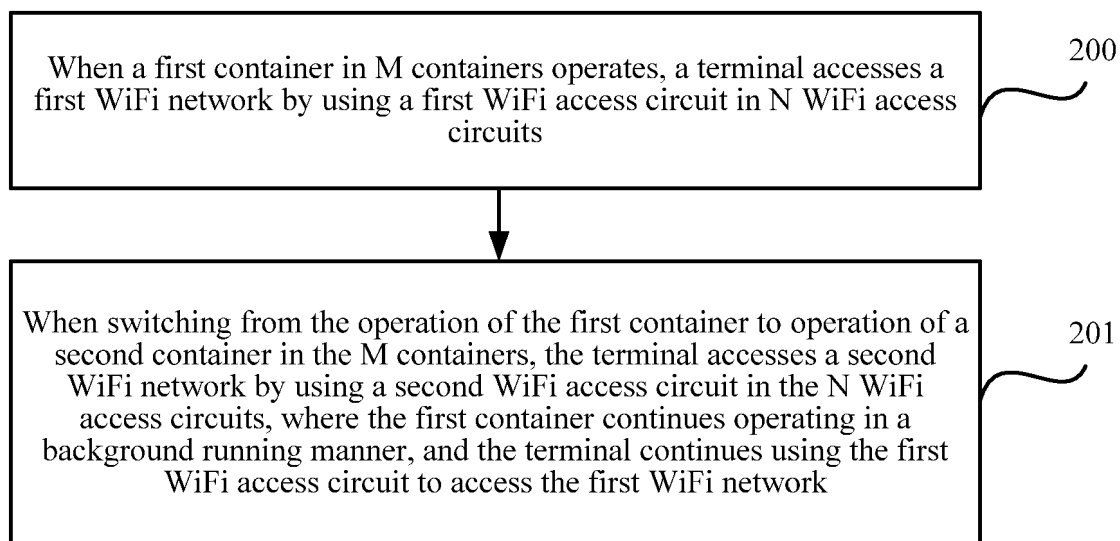 When a first container in M containers operates, a terminal accesses a
first WiFi network by using a first WiFi access circuit in N WiFi access
circuits
200
When switching from the operation of the first container to operation of a
second container in the M containers, the terminal accesses a second
WiFi network by using a second WiFi access circuit in the N WiFi
access circuits, where the first container continues operating in a
background running manner, and the terminal continues using the first
WiFi access circuit to access the first WiFi network
201